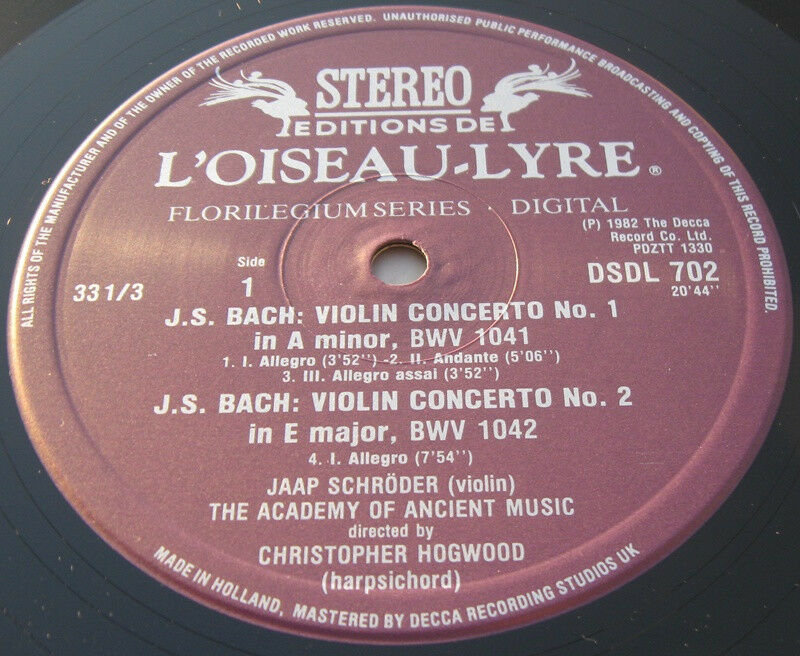 ALL RIGHTS OF THE MANUFACTURER AND OF THE OWNER OF THE RECORDED WORK RESERVED. UNAUTHORISED PUBLIC PERFORMANCE BROADCASTING AND COPYING OF THIS RECORD PROHIBITED.
STEREO
EDITIONS DE
L'OISEAU-LYRE ®
FLORILEGIUM SERIES · DIGITAL
(P) 1982 The Decca
Record Co. Ltd.
PDZTT 1330
Side
1
33 1/3
DSDL 702
20'44''
J.S. BACH: VIOLIN CONCERTO No. 1
in A minor, BWV 1041
1. I. Allegro (3'52'') -2. II. Andante (5'06'')
3. III. Allegro assai (3'52'')
J.S. BACH: VIOLIN CONCERTO No. 2
in E major, BWV 1042
4. I. Allegro (7'54'')
JAAP SCHRÖDER (violin)
THE ACADEMY OF ANCIENT MUSIC
directed by
CHRISTOPHER HOGWOOD
(harpsichord)
MADE IN HOLLAND, MASTERED BY DECCA RECORDING STUDIOS UK